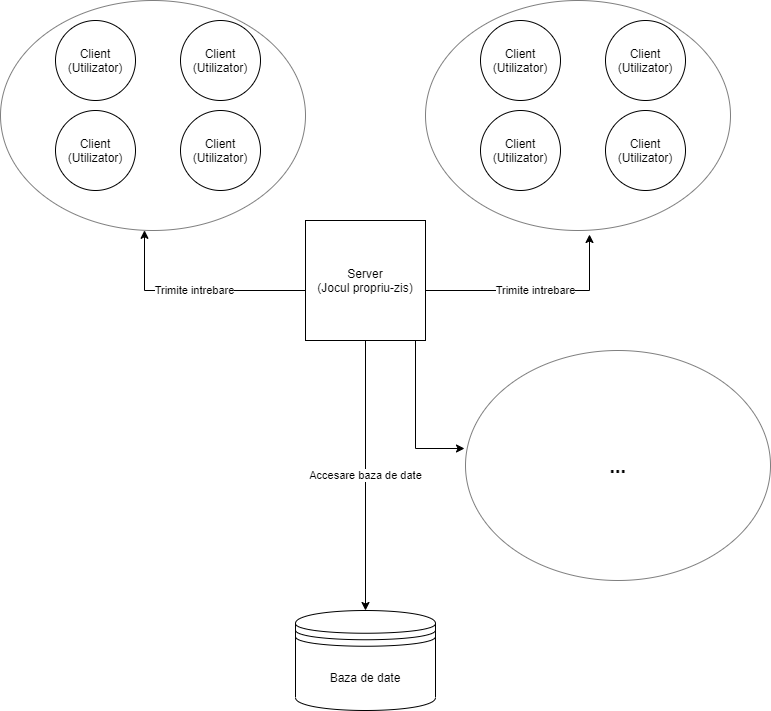 Client
(Utilizator)
Client
(Utilizator)
Client
(Utilizator)
Client
(Utilizator)
Client
(Utilizator)
Client
(Utilizator)
Client
(Utilizator)
Client
(Utilizator)
Server
(Jocul propriu-zis)
Trimite intrebare
Trimite intrebare
...
Accesare baza de date
Baza de date